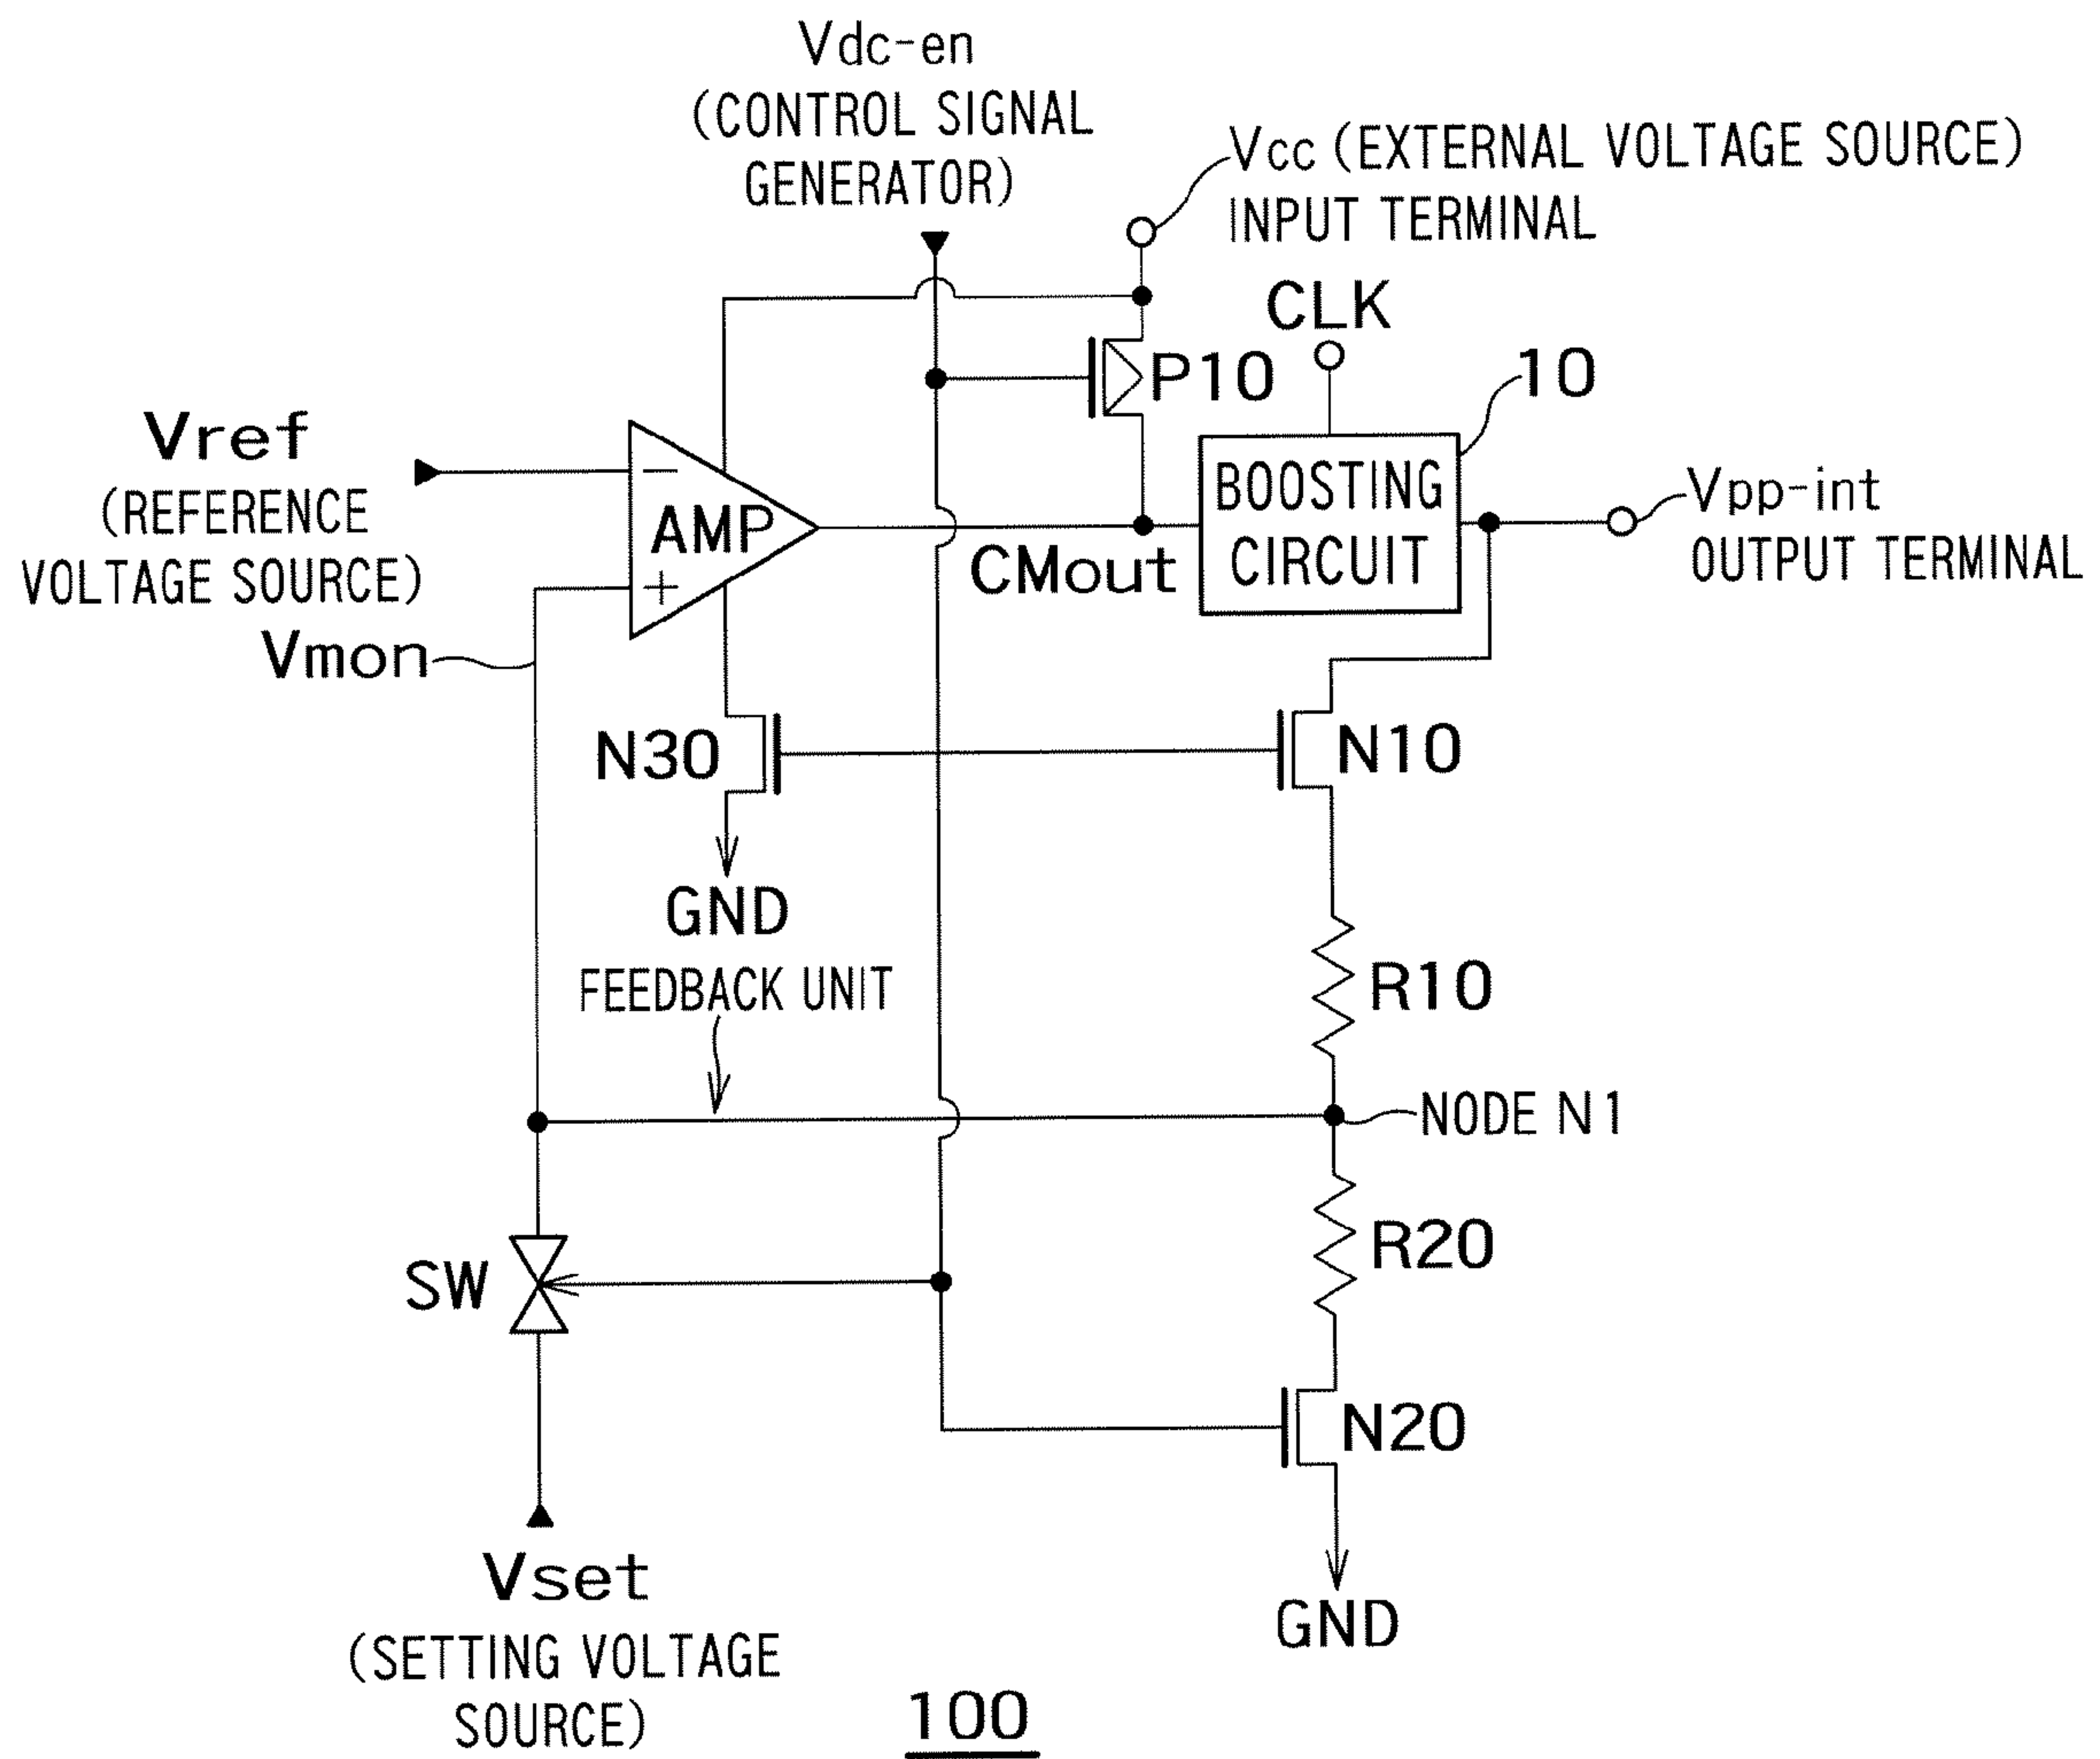 Vdc-en
(CONTROL SIGNAL
GENERATOR)
Vcc (EXTERNAL VOLTAGE SOURCE)
INPUT TERMINAL
CLK
P10
10
Vref
(REFERENCE
VOLTAGE SOURCE)
−
AMP
+
BOOSTING
CIRCUIT
CMout
Vpp-int
OUTPUT TERMINAL
Vmon
N30
N10
GND
FEEDBACK UNIT
R10
NODE N1
R20
SW
N20
Vset
(SETTING VOLTAGE
SOURCE)
GND
100